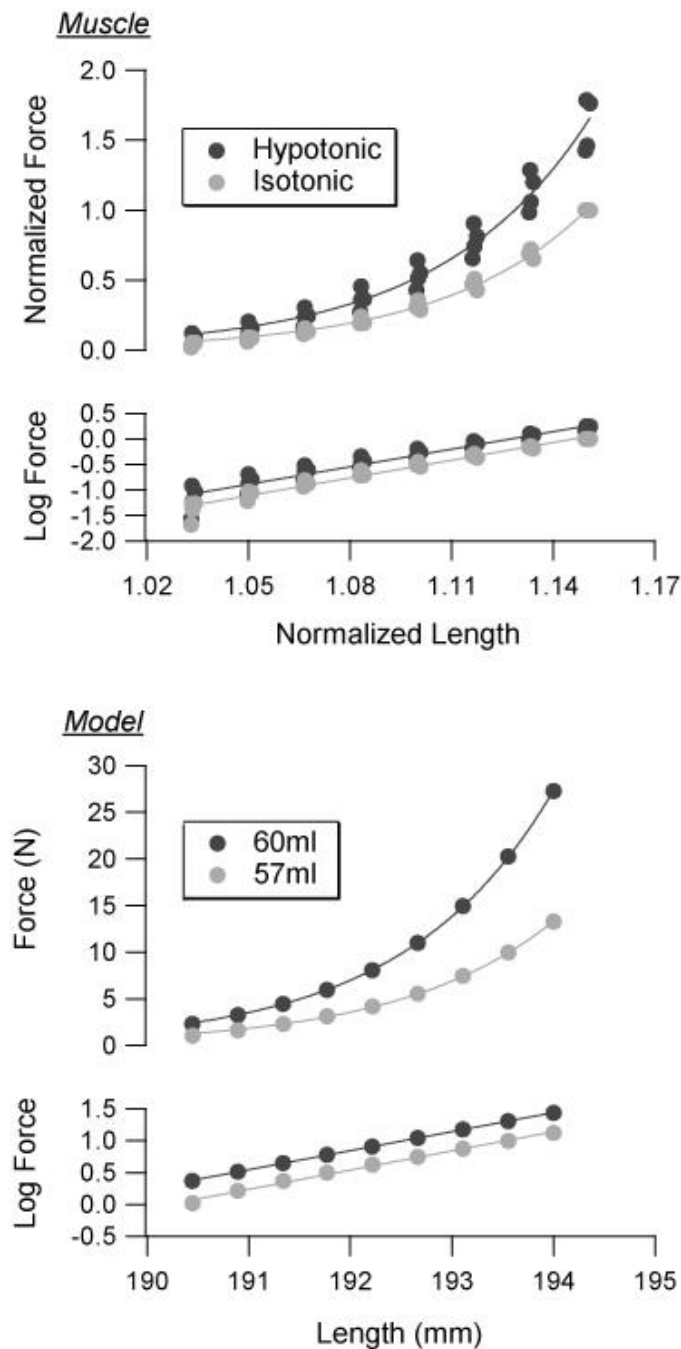 Muscle
Normalized Force
2.0
1.5
1.0
0.5
0.0
Hypotonic
Isotonic
Log Force
0.5
0.0
-0.5
-1.0
-1.5
-2.0
1.02 1.05 1.08 1.11 1.14 1.17
Normalized Length
Model
Force (N)
30
25
20
15
10
5
0
60ml
57ml
Log Force
1.5
1.0
0.5
0.0
-0.5
190 191 192 193 194 195
Length (mm)